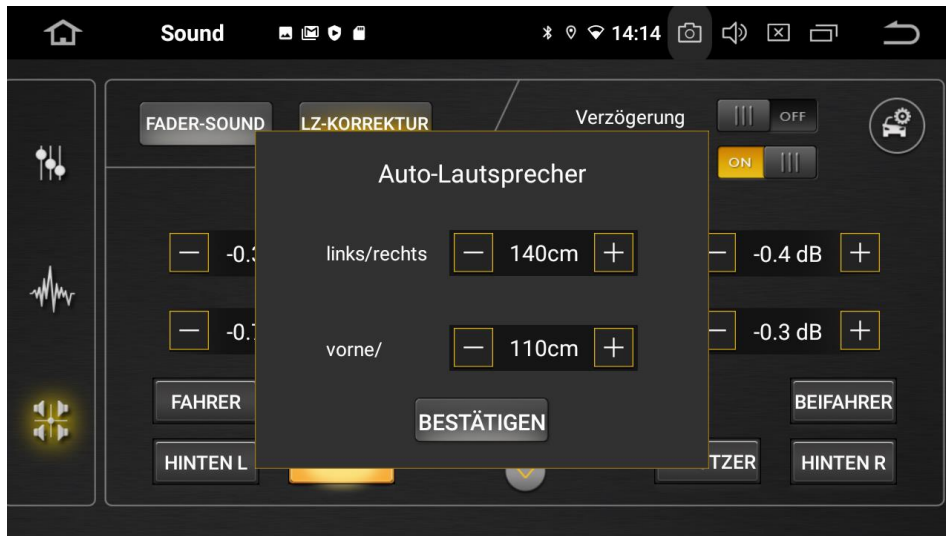 Sound
14:14
FADER-SOUND LZ-KORREKTUR
Verzögerung OFF
ON
Auto-Lautsprecher
links/rechts — 140cm +
vorne/ — 110cm +
BESTÄTIGEN
— -0.4 dB +
— -0.3 dB +
FAHRER BEIFAHRER
HINTEN L HINTEN R